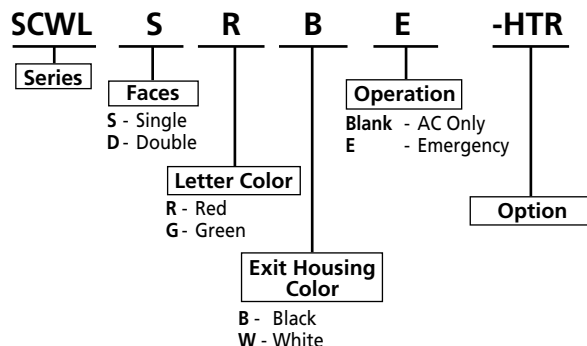 SCWL S R B E -HTR
Series
Faces
S - Single
D - Double
Letter Color
R - Red
G - Green
Exit Housing
Color
B - Black
W - White
Operation
Blank - AC Only
E - Emergency
Option